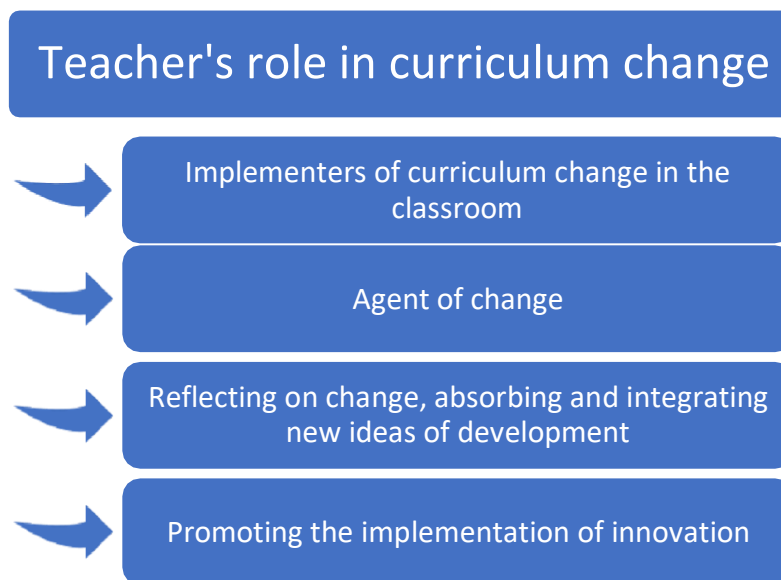 Teacher's role in curriculum change
Implementers of curriculum change in the
classroom
Agent of change
Reflecting on change, absorbing and integrating
new ideas of development
Promoting the implementation of innovation